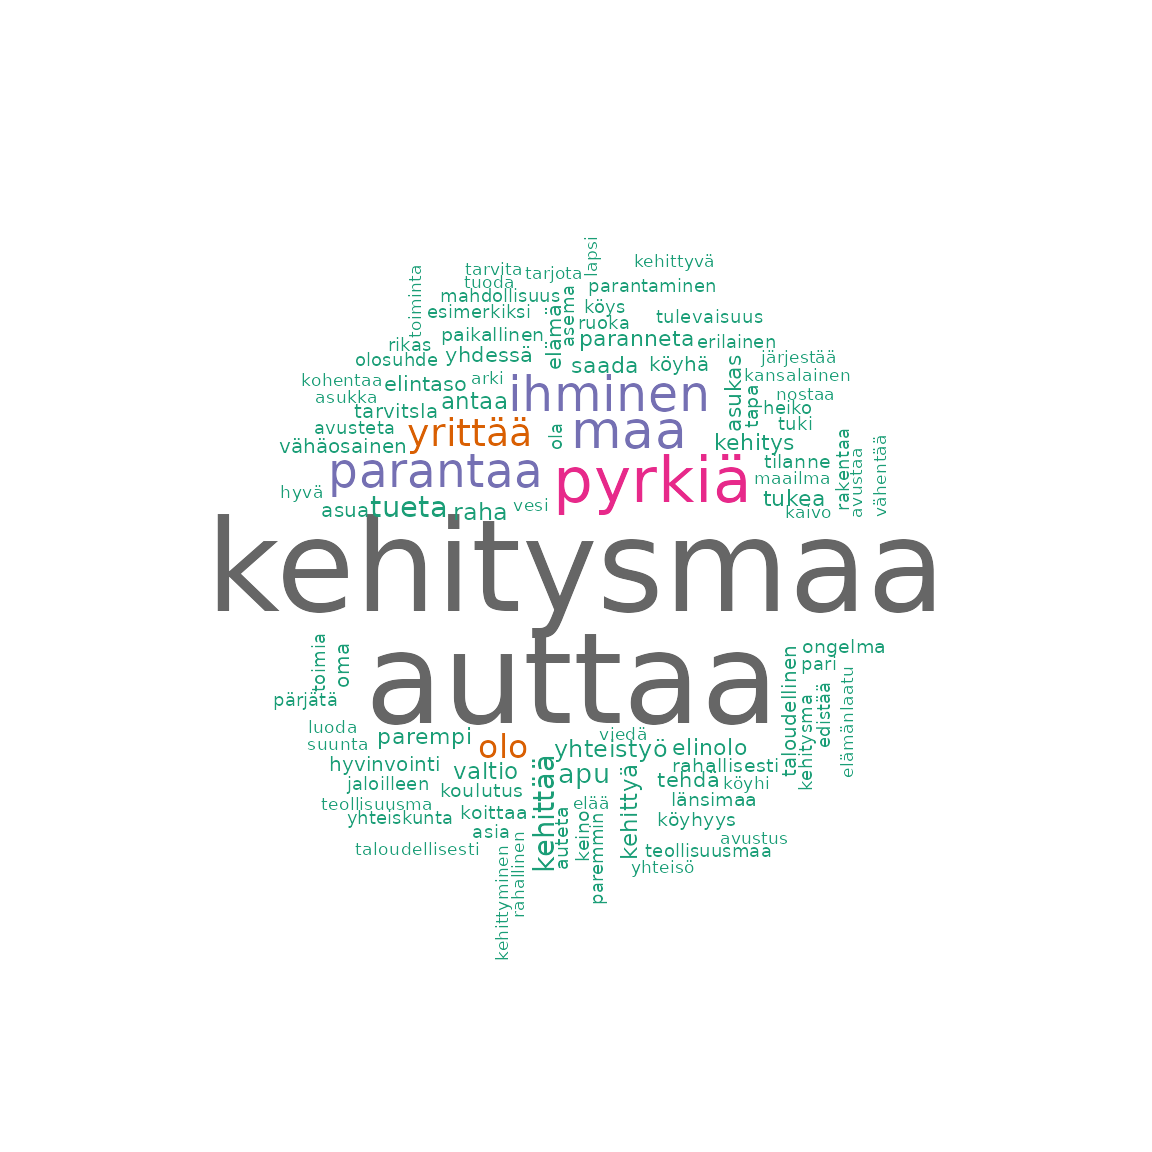 lapsi
kehittyvä
tarvita
tarjota
tuoda
parantaminen
toiminta
mahdollisuus
asema
köys
esimerkiksi
elämä
ruoka
tulevaisuus
paikallinen
paranneta
erilainen
rikas
yhdessä
olosuhde
saada
köyhä
järjestää
kohentaa
elintaso
arki
ihminen
asukas
kansalainen
asukka
antaa
tapa
nostaa
tarvitsla
heiko
avusteta
yrittää
ola
maa
tuki
vähäosainen
kehitys
parantaa
pyrkiä
tilanne
rakentaa
avustaa
vähentää
maailma
hyvä
tukea
asua
tueta
raha
vesi
kaivo
kehitysmaa
auttaa
toimia
oma
ongelma
pari
taloudellinen
pärjätä
kehitysma
edistää
elämänlaatu
luoda
suunta
parempi
olo
viedä
yhteistyö
elinolo
hyvinvointi
valtio
kehittää
apu
kehittyä
rahallisesti
tehdä
köyhi
jaloilleen
koulutus
teollisuusma
yhteiskunta
koittaa
elää
länsimaa
asia
auteta
keino
paremmin
köyhyys
avustus
taloudellisesti
teollisuusmaa
yhteisö
kehittyminen
rahallinen